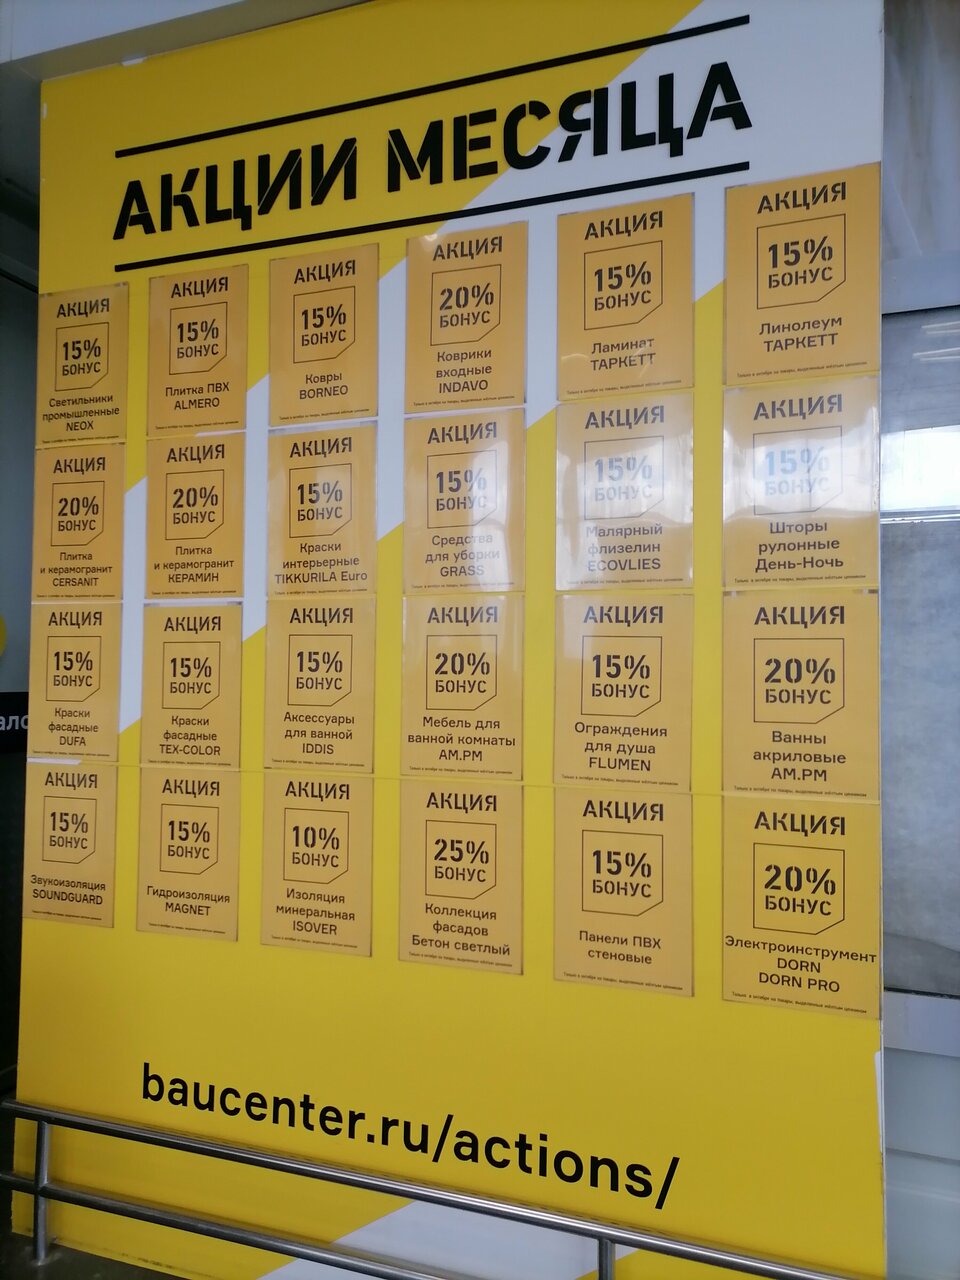 АКЦИИ МЕСЯЦА
АКЦИЯ
15%
БОНУС
Светильники
промышленные
NEOX
АКЦИЯ
15%
БОНУС
Плитка ПВХ
ALMERO
АКЦИЯ
15%
БОНУС
Ковры
BORNEO
АКЦИЯ
20%
БОНУС
Коврики
входные
INDAVO
АКЦИЯ
15%
БОНУС
Ламинат
ТАРКЕТТ
АКЦИЯ
15%
БОНУС
Линолеум
ТАРКЕТТ
АКЦИЯ
20%
БОНУС
Плитка
и керамогранит
CERSANIT
АКЦИЯ
20%
БОНУС
Плитка
и керамогранит
КЕРАМИН
АКЦИЯ
15%
БОНУС
Краски
интерьерные
TIKKURILA Euro
АКЦИЯ
15%
БОНУС
Средства
для уборки
GRASS
АКЦИЯ
15%
БОНУС
Малярный
флизелин
ECOVLIES
АКЦИЯ
15%
БОНУС
Шторы
рулонные
День-Ночь
АКЦИЯ
15%
БОНУС
Краски
фасадные
DUFA
АКЦИЯ
15%
БОНУС
Краски
фасадные
TEX-COLOR
АКЦИЯ
15%
БОНУС
Аксессуары
для ванной
IDDIS
АКЦИЯ
20%
БОНУС
Мебель для
ванной комнаты
AM.PM
АКЦИЯ
15%
БОНУС
Ограждения
для душа
FLUMEN
АКЦИЯ
20%
БОНУС
Ванны
акриловые
AM.PM
АКЦИЯ
15%
БОНУС
Звукоизоляция
SOUNDGUARD
АКЦИЯ
15%
БОНУС
Гидроизоляция
MAGNET
АКЦИЯ
10%
БОНУС
Изоляция
минеральная
ISOVER
АКЦИЯ
25%
БОНУС
Коллекция
фасадов
Бетон светлый
АКЦИЯ
15%
БОНУС
Панели ПВХ
стеновые
АКЦИЯ
20%
БОНУС
Электроинструмент
DORN
DORN PRO
Только в октябре на товары, выделенные жёлтым ценником
baucenter.ru/actions/